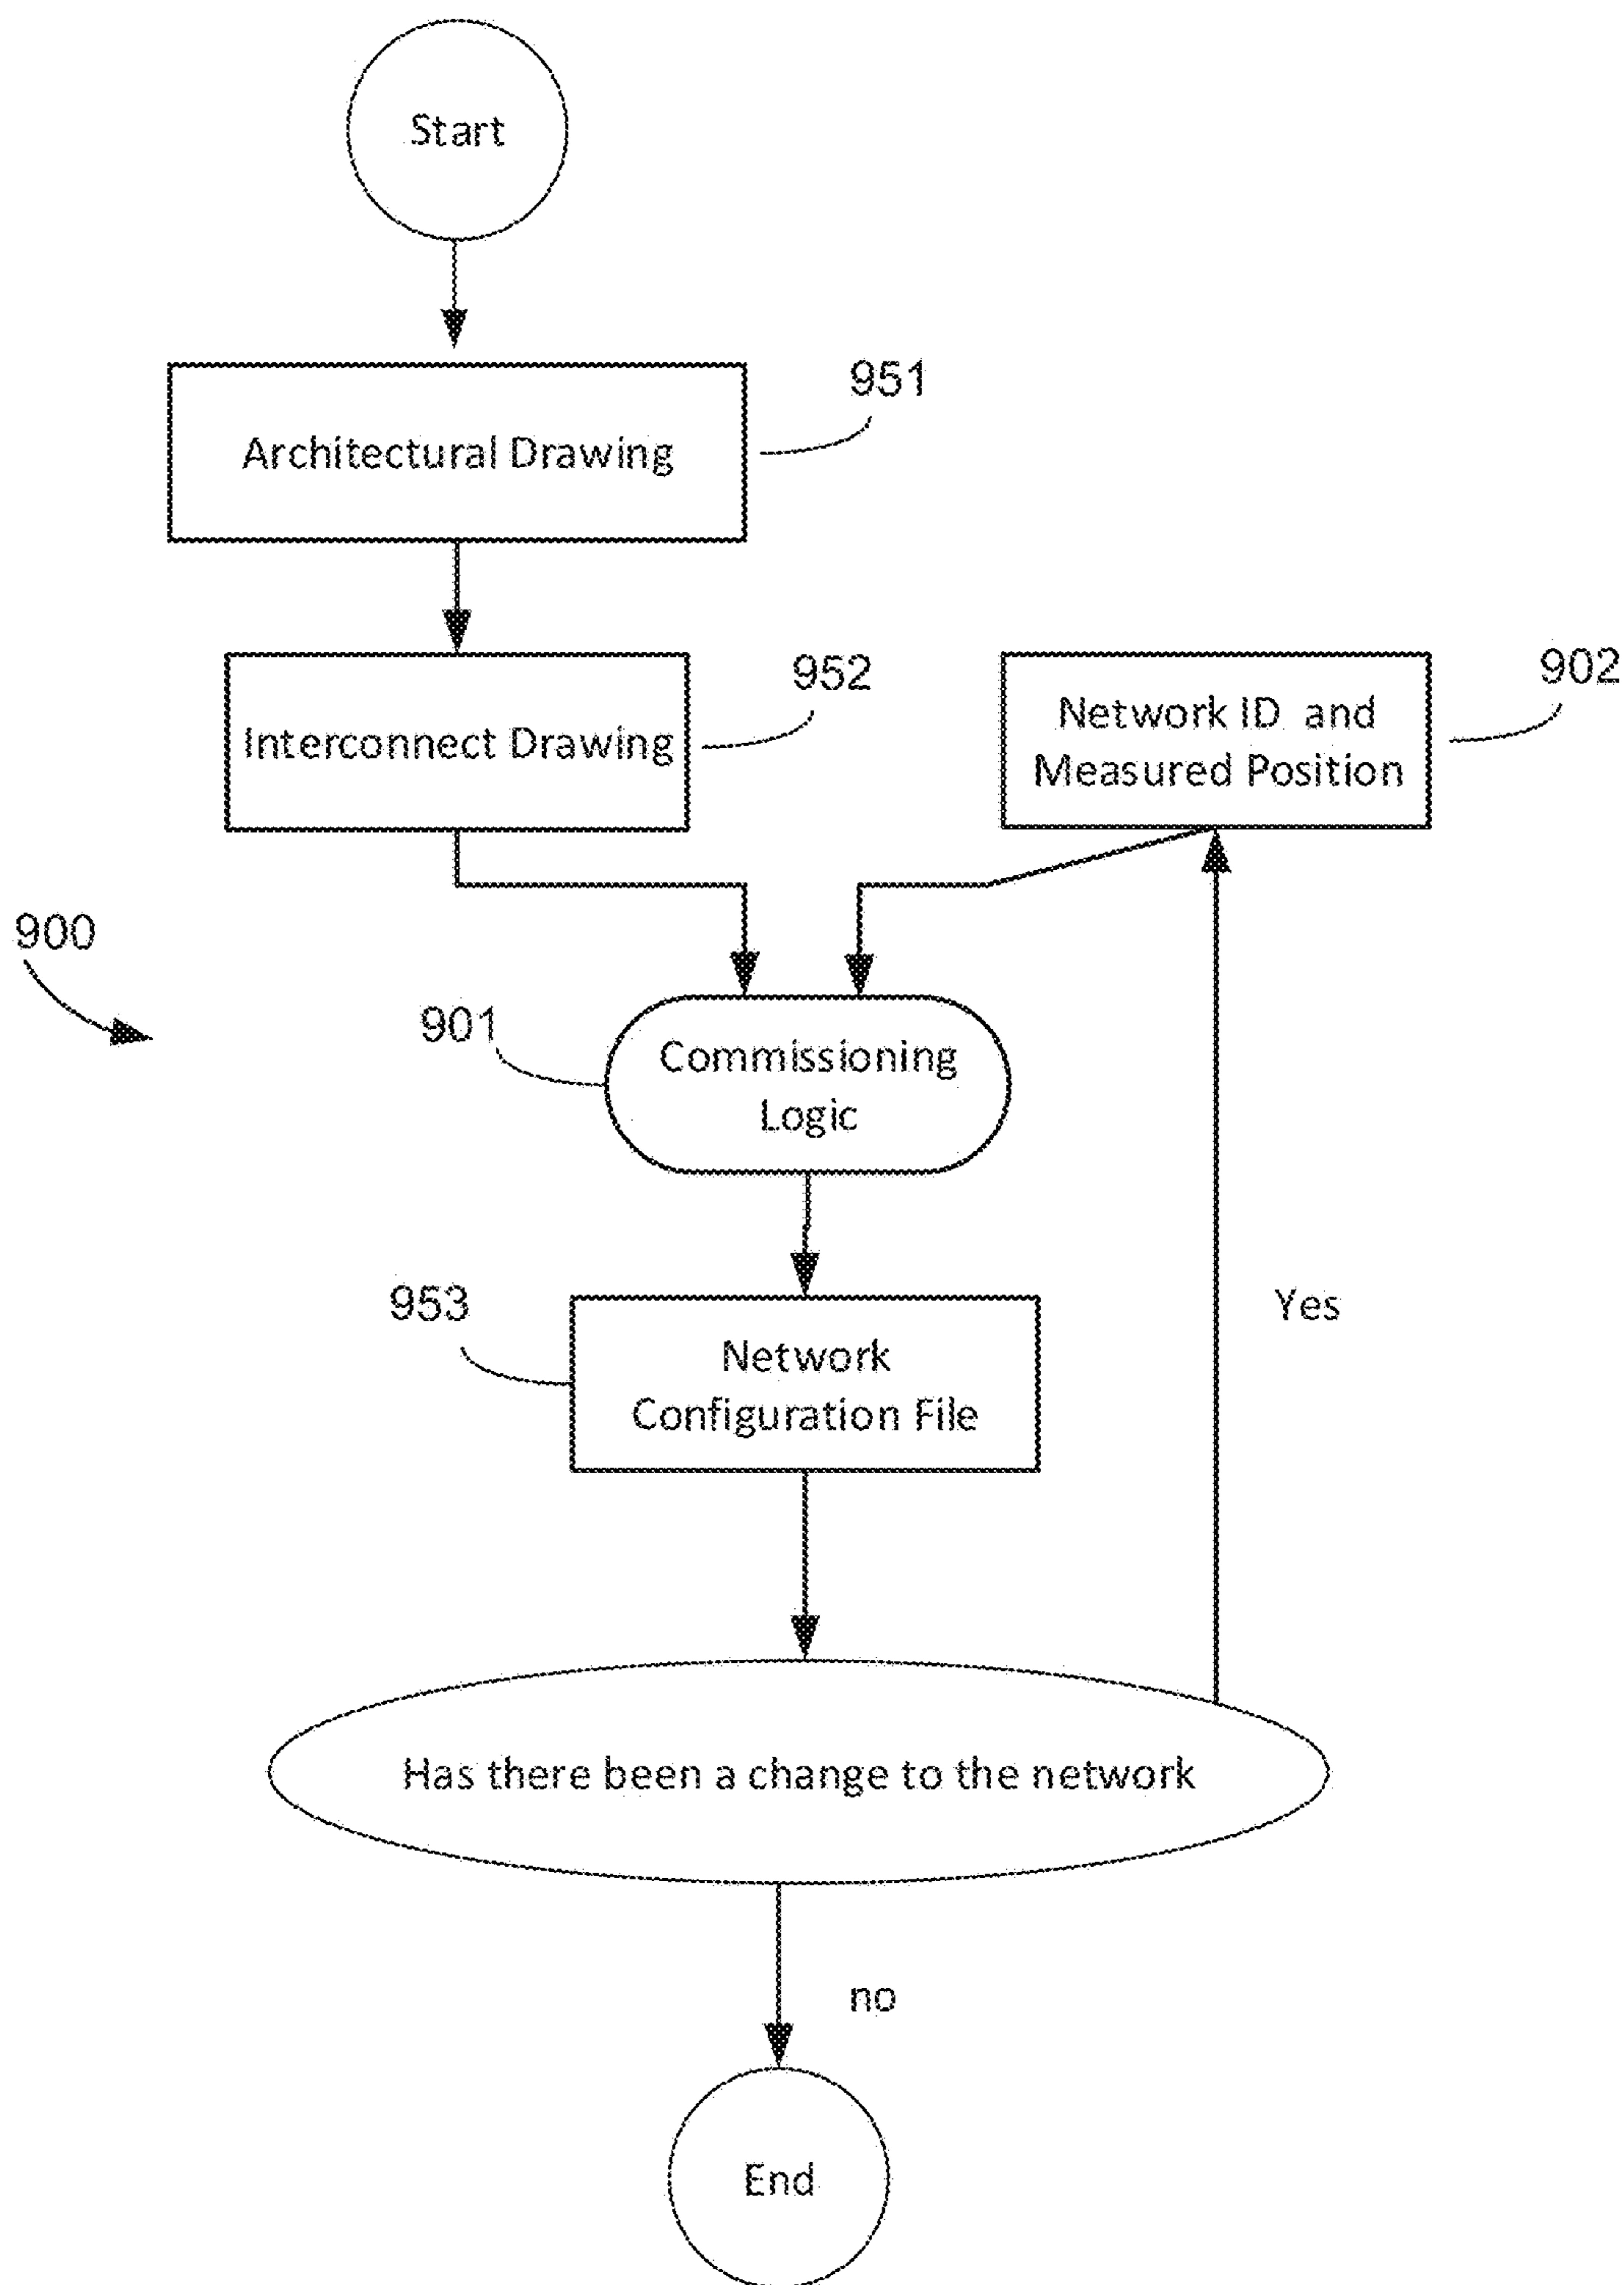 Start
951
Architectural Drawing
952
Interconnect Drawing
902
Network ID and
Measured Position
900
901
Commissioning
Logic
953
Network
Configuration File
Yes
Has there been a change to the network
no
End